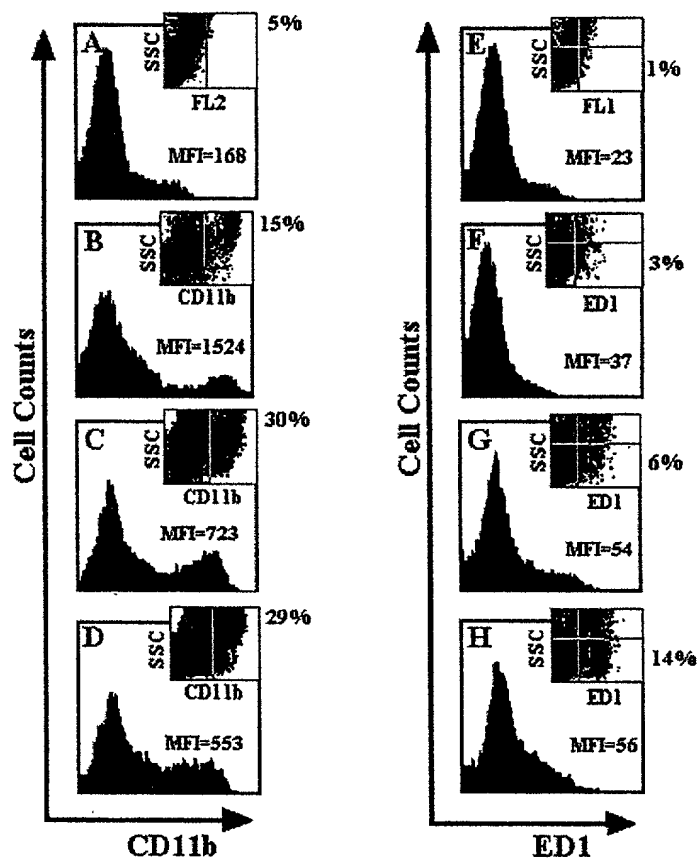 A
SSC
5%
FL2
MFI=168
B
SSC
15%
CD11b
MFI=1524
C
SSC
30%
CD11b
MFI=723
D
SSC
29%
CD11b
MFI=553
Cell Counts
CD11b
E
SSC
1%
FL1
MFI=23
F
SSC
3%
ED1
MFI=37
G
SSC
6%
ED1
MFI=54
H
SSC
14%
ED1
MFI=56
Cell Counts
ED1